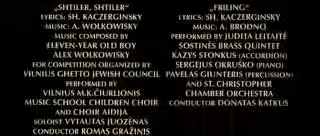 „SHTILER, SHTILER“
LYRICS: SH. KACZERGINSKY
MUSIC: A. WOLKOWISKY
MUSIC COMPOSED BY
ELEVEN-YEAR OLD BOY
ALEX WOLKOWISKY
FOR COMPETITION ORGANIZED BY
VILNIUS GHETTO JEWISH COUNCIL
PERFORMED BY
VILNIUS M.K.ČIURLIONIS
MUSIC SCHOOL CHILDREN CHOIR
AND CHOIR AIDIJA
SOLOIST VYTAUTAS JUOZĖNAS
CONDUCTOR ROMAS GRAŽINIS
„FRILING“
LYRICS: SH. KACZERGINSKY
MUSIC: A. BRODNO
PERFORMED BY JUDITA LEITAITĖ
SOSTINĖS BRASS QUINTET
KAZYS STONKUS (ACCORDION)
SERGEJUS OKRUŠKO (PIANO)
PAVELAS GIUNTERIS (PERCUSSION)
AND ST. CHRISTOPHER
CHAMBER ORCHESTRA
CONDUCTOR DONATAS KATKUS